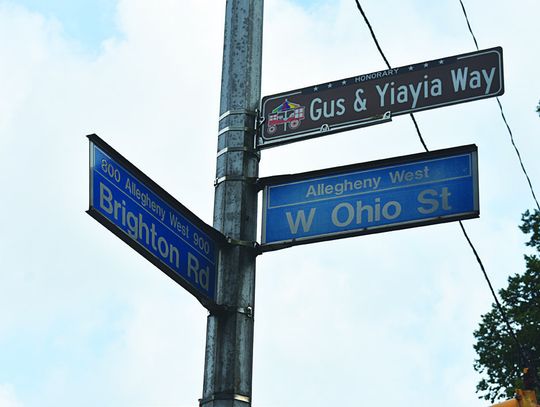 HONORARY
Gus & Yiayia Way
Allegheny West
W Ohio St
800 Allegheny West 900
Brighton Rd